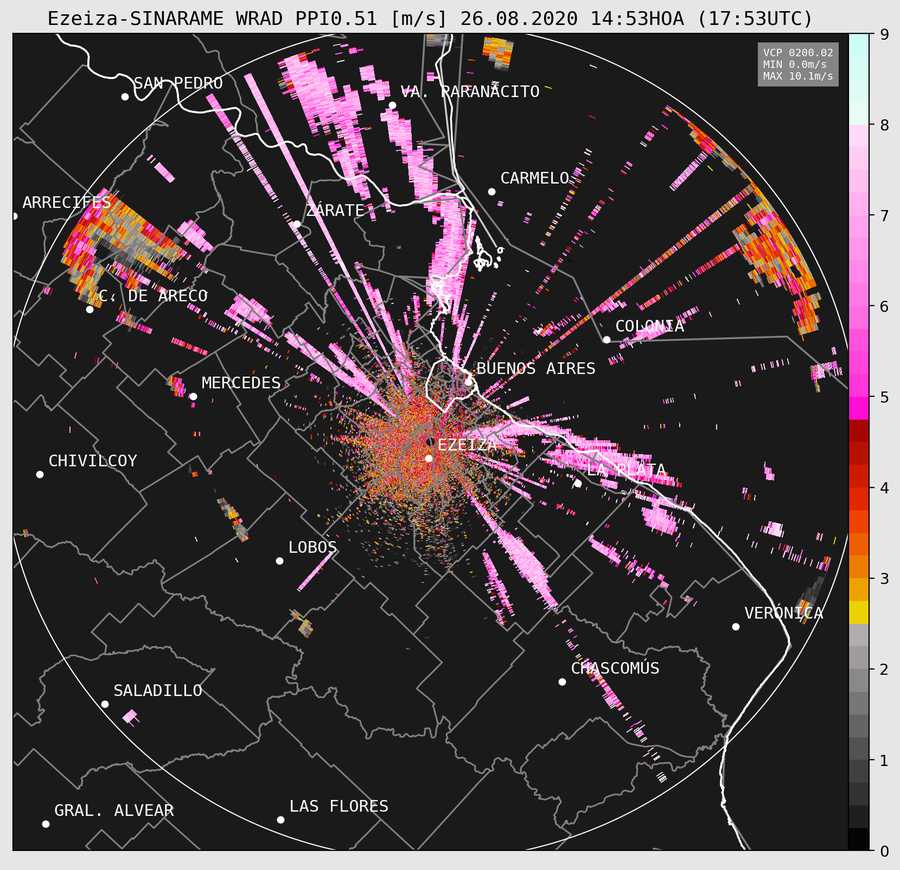 Ezeiza-SINARAME WRAD PPI0.51 [m/s] 26.08.2020 14:53HOA (17:53UTC)
VCP 0200.02
MIN 0.0m/s
MAX 10.1m/s
SAN PEDRO
VA. PARANACITO
CARMELO
ARRECIFES
ZÁRATE
C. DE ARECO
COLONIA
BUENOS AIRES
MERCEDES
EZEIZA
CHIVILCOY
LA PLATA
LOBOS
VERÓNICA
CHASCOMÚS
SALADILLO
GRAL. ALVEAR
LAS FLORES
9
8
7
6
5
4
3
2
1
0